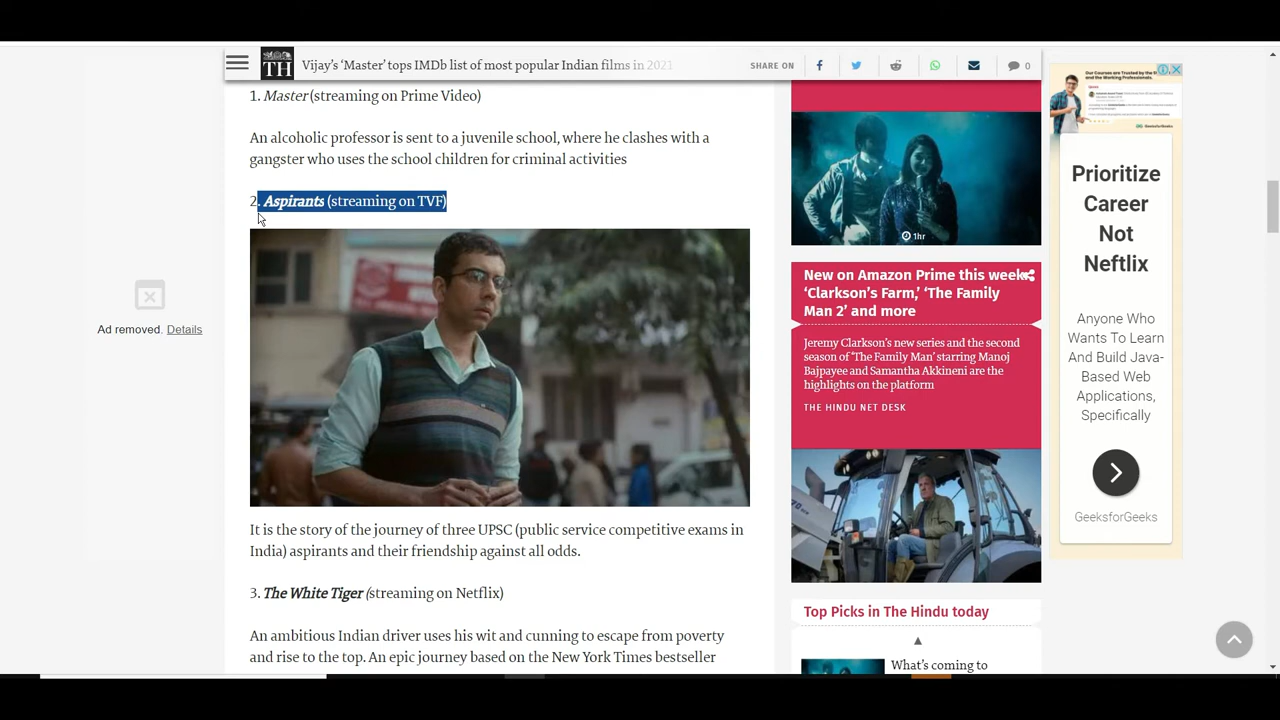 TH
Vijay’s ‘Master’ tops IMDb list of most popular Indian films in 2021
SHARE ON
0
1. Master (streaming on Prime Video)
An alcoholic professor is sent to a juvenile school, where he clashes with a
gangster who uses the school children for criminal activities
2. Aspirants (streaming on TVF)
It is the story of the journey of three UPSC (public service competitive exams in
India) aspirants and their friendship against all odds.
3. The White Tiger (streaming on Netflix)
An ambitious Indian driver uses his wit and cunning to escape from poverty
and rise to the top. An epic journey based on the New York Times bestseller
Ad removed. Details
1hr
New on Amazon Prime this week:
‘Clarkson’s Farm,’ ‘The Family
Man 2’ and more
Jeremy Clarkson’s new series and the second
season of ‘The Family Man’ starring Manoj
Bajpayee and Samantha Akkineni are the
highlights on the platform
THE HINDU NET DESK
Top Picks in The Hindu today
What’s coming to
Prioritize
Career
Not
Neftlix
Anyone Who
Wants To Learn
And Build Java-
Based Web
Applications,
Specifically
GeeksforGeeks